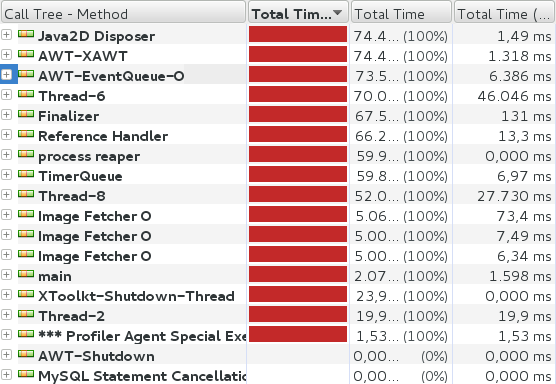 Call Tree - Method Total Tim... Total Time Total Time (...
Java2D Disposer 74.4... (100%) 1,49 ms
AWT-XAWT 74.4... (100%) 1.318 ms
AWT-EventQueue-0 73.5... (100%) 6.386 ms
Thread-6 70.0... (100%) 46.046 ms
Finalizer 67.5... (100%) 131 ms
Reference Handler 66.2... (100%) 13,3 ms
process reaper 59.9... (100%) 0,000 ms
TimerQueue 59.8... (100%) 6,97 ms
Thread-8 52.0... (100%) 27.730 ms
Image Fetcher 0 5.06... (100%) 73,4 ms
Image Fetcher 0 5.00... (100%) 7,49 ms
Image Fetcher 0 5.00... (100%) 6,34 ms
main 2.07... (100%) 1.598 ms
XToolkt-Shutdown-Thread 23,9... (100%) 0,000 ms
Thread-2 19,9... (100%) 19,9 ms
*** Profiler Agent Special Exe 1,53... (100%) 1,53 ms
AWT-Shutdown 0,00... (0%) 0,000 ms
MySQL Statement Cancellatio 0,00... (0%) 0,000 ms